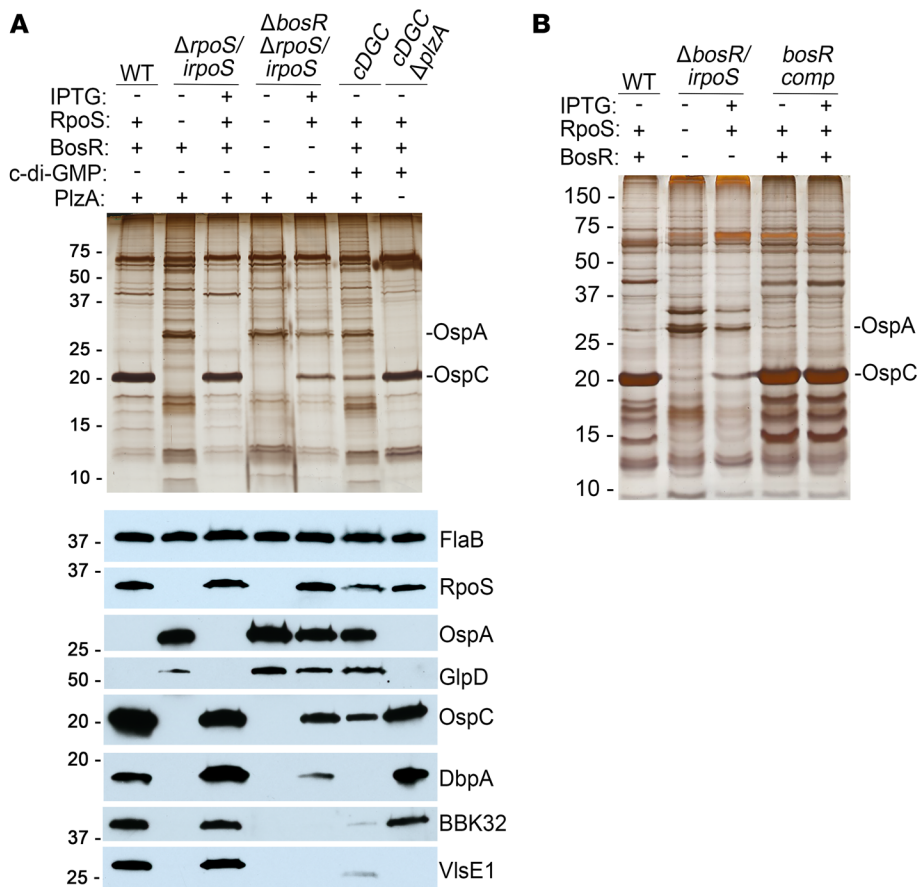 A
WT
ΔrpoS/
irpoS
ΔbosR
ΔrpoS/
irpoS
cDGC
cDGC
ΔplzA
IPTG: - - + - + - -
RpoS: + - + - + + +
BosR: + + + - - + +
c-di-GMP: - - - - - + +
PlzA: + + + + + + -
75 -
50 -
37 -
-OspA
25 -
20 -
-OspC
15 -
10 -
37 -
FlaB
37 -
RpoS
OspA
25 -
GlpD
50 -
OspC
20 -
20 -
DbpA
BBK32
37 -
VlsE1
25 -
B
WT
ΔbosR/
irpoS
bosR
comp
IPTG: - - + - +
RpoS: + - + + +
BosR: + - - + +
150 -
75 -
50 -
37 -
-OspA
25 -
-OspC
20 -
15 -
10 -